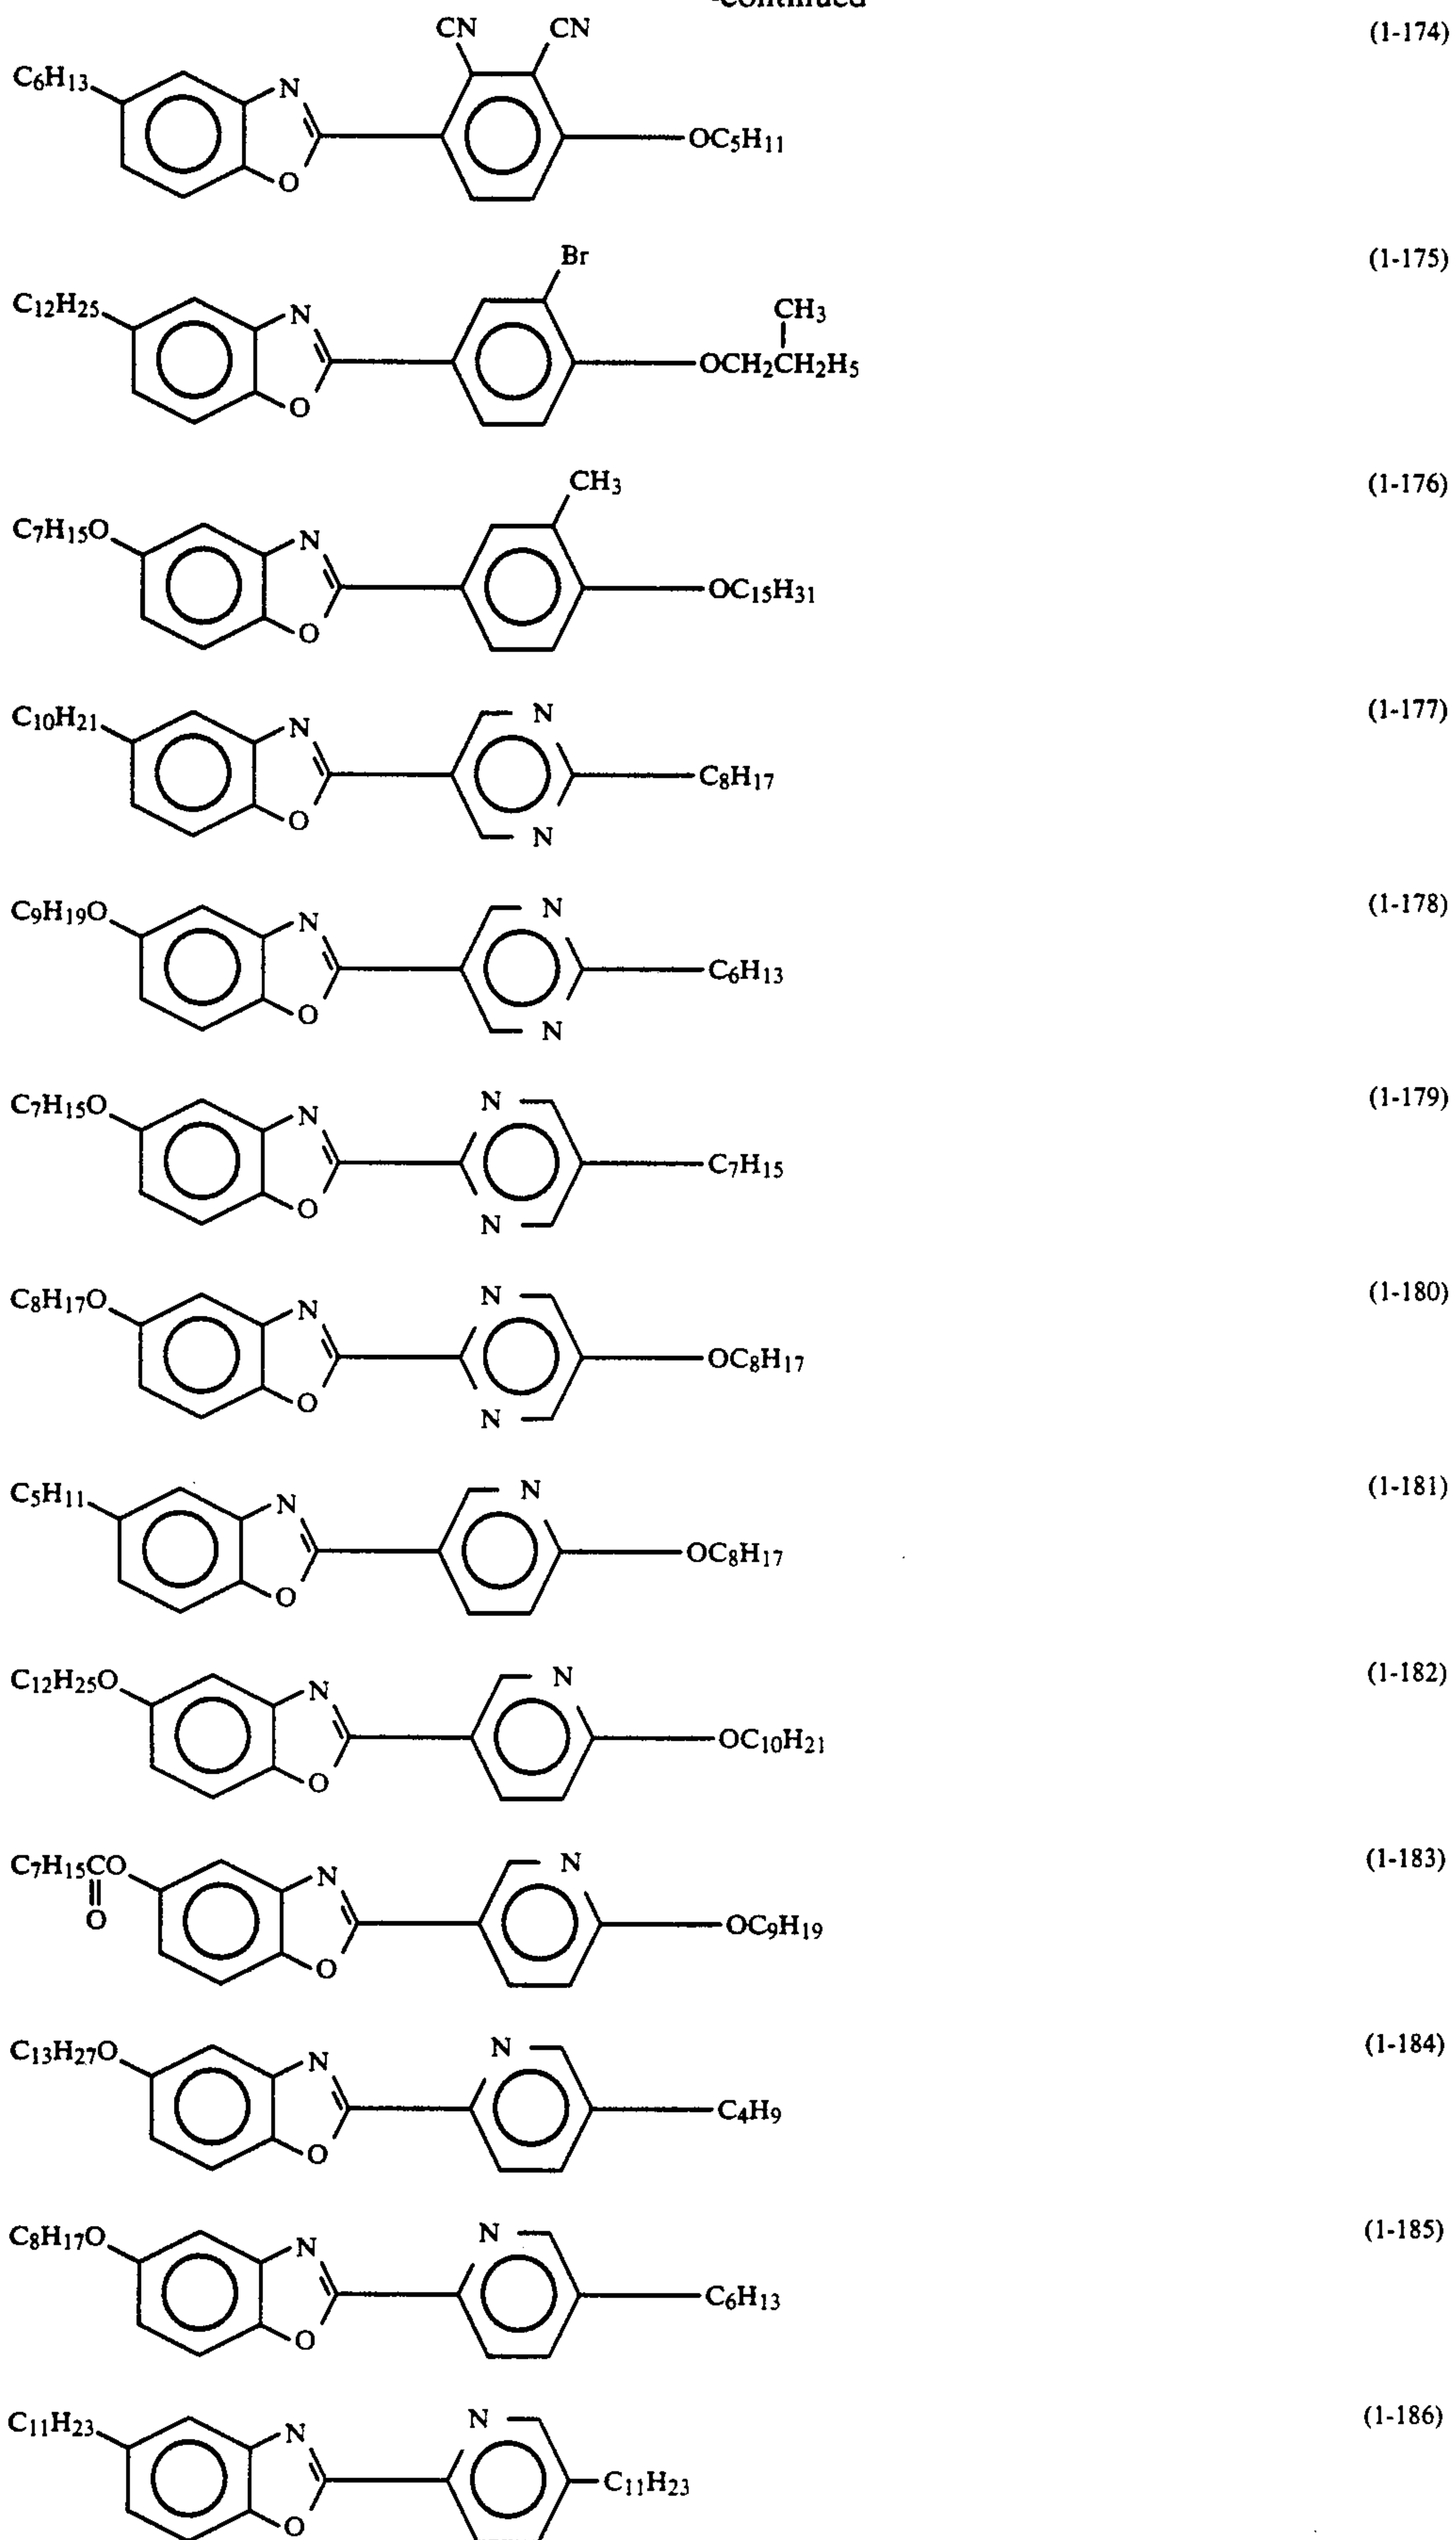 -continued
CN CN (1-174)
C6H13 N
O OC5H11
Br (1-175)
C12H25 N CH3
O OCH2CH2H5
CH3 (1-176)
C7H15O N
O OC15H31
C10H21 N N (1-177)
C8H17
O N
C9H19O N N (1-178)
C6H13
O N
C7H15O N N (1-179)
C7H15
O N
C8H17O N N (1-180)
OC8H17
O N
C5H11 N N (1-181)
OC8H17
O
C12H25O N N (1-182)
OC10H21
O
C7H15CO N N (1-183)
O OC9H19
O
C13H27O N N (1-184)
C4H9
O
C8H17O N N (1-185)
C6H13
O
C11H23 N N (1-186)
C11H23
O